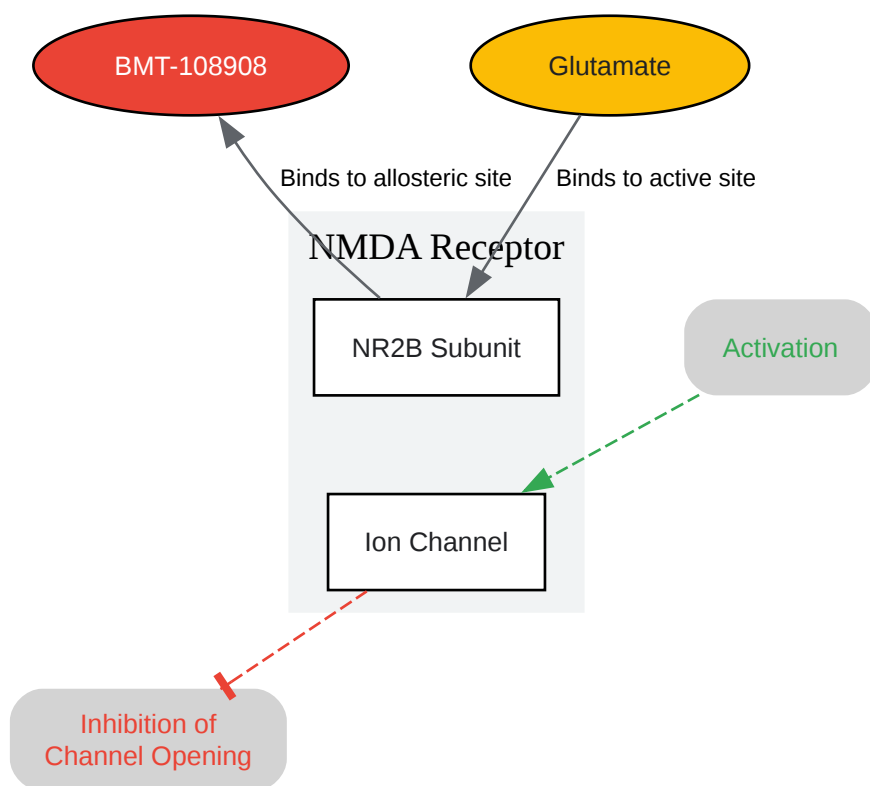 BMT-108908
Glutamate
Binds to allosteric site
Binds to active site
NMDA Receptor
NR2B Subunit
Activation
Ion Channel
Inhibition of
Channel Opening